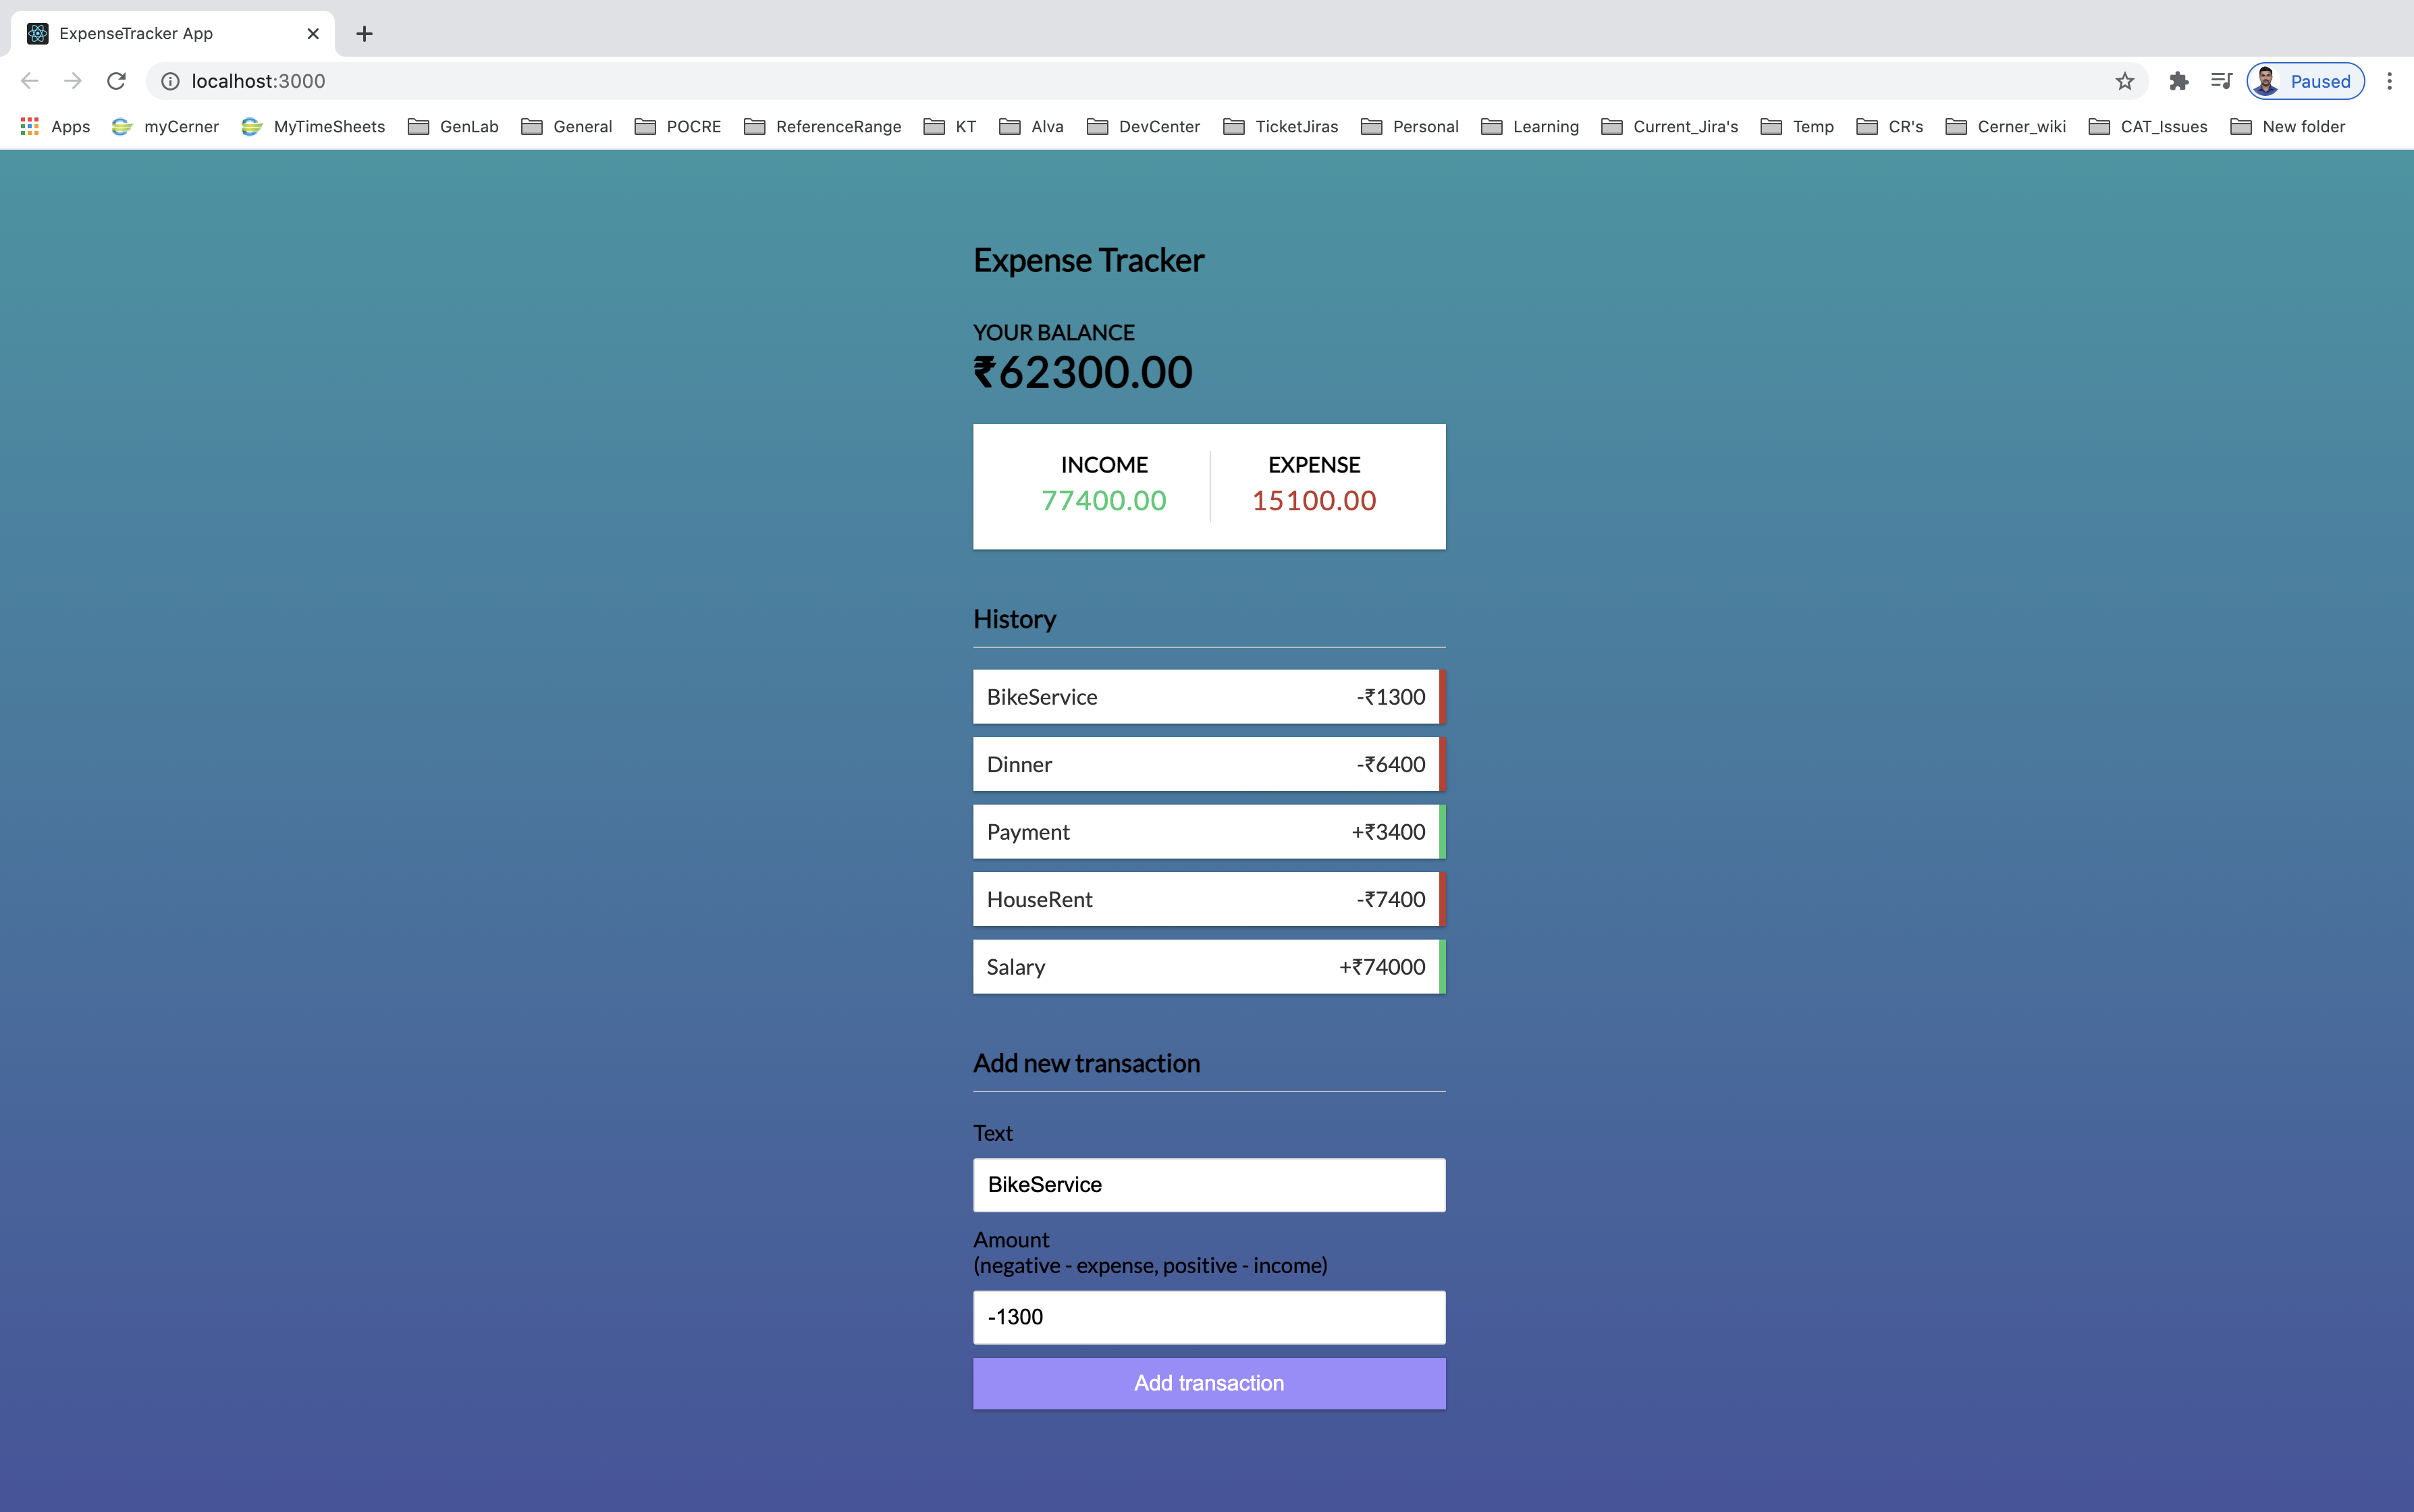 ExpenseTracker App
localhost:3000
Paused
Apps myCerner MyTimeSheets GenLab General POCRE ReferenceRange KT Alva DevCenter TicketJiras Personal Learning Current_Jira's Temp CR's Cerner_wiki CAT_Issues New folder
Expense Tracker
YOUR BALANCE
₹62300.00
INCOME EXPENSE
77400.00 15100.00
History
BikeService -₹1300
Dinner -₹6400
Payment +₹3400
HouseRent -₹7400
Salary +₹74000
Add new transaction
Text
BikeService
Amount
(negative - expense, positive - income)
-1300
Add transaction